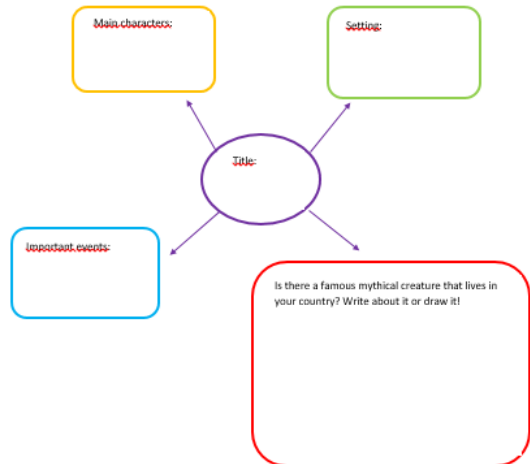 Main characters:
Setting:
Title:
Important events:
Is there a famous mythical creature that lives in
your country? Write about it or draw it!